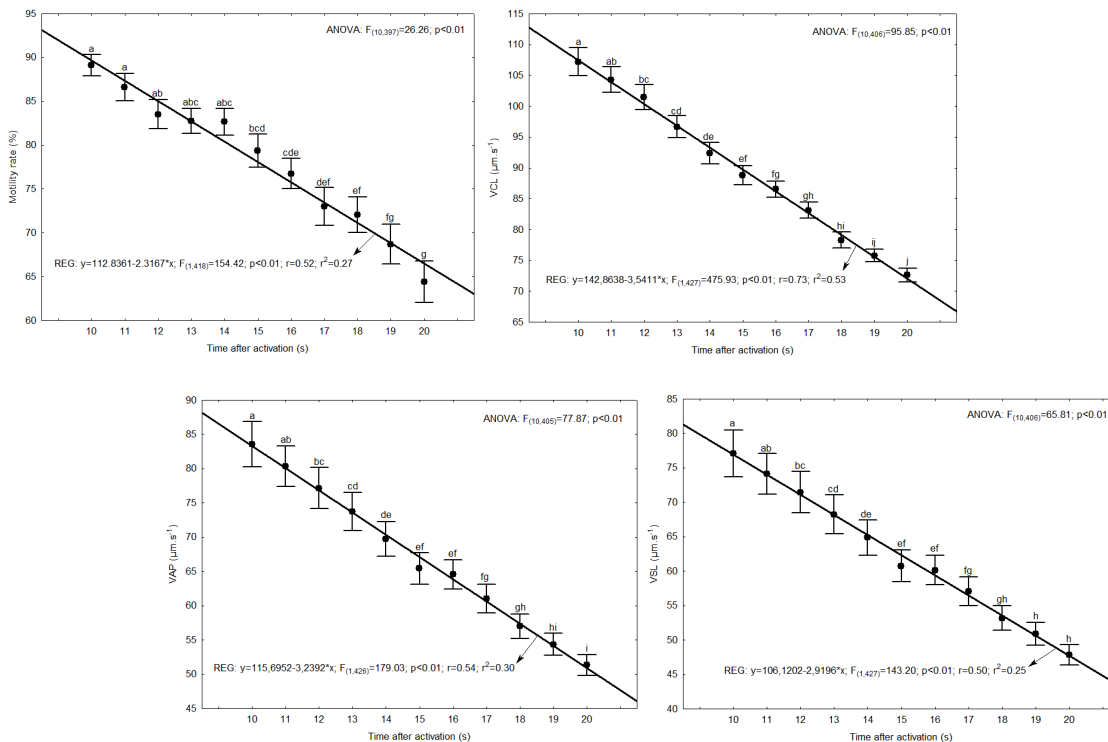 ANOVA: F(10,397)=26.26; p<0.01
Motility rate (%)
95
90
85
80
75
70
65
60
a
a
ab
abc
abc
bcd
cde
def
ef
fg
g
REG: y=112.8361-2.3167*x; F(1,418)=154.42; p<0.01; r=0.52; r²=0.27
10 11 12 13 14 15 16 17 18 19 20
Time after activation (s)
ANOVA: F(10,406)=95.85; p<0.01
VCL (µm.s-1)
115
110
105
100
95
90
85
80
75
70
65
a
ab
bc
cd
de
ef
fg
gh
hi
ij
j
REG: y=142,8638-3,5411*x; F(1,427)=475.93; p<0.01; r=0.73; r²=0.53
10 11 12 13 14 15 16 17 18 19 20
Time after activation (s)
ANOVA: F(10,405)=77.87; p<0.01
VAP (µm.s-1)
90
85
80
75
70
65
60
55
50
45
a
ab
bc
cd
de
ef
ef
fg
gh
hi
i
REG: y=115,6952-3,2392*x; F(1,426)=179.03; p<0.01; r=0.54; r²=0.30
10 11 12 13 14 15 16 17 18 19 20
Time after activation (s)
ANOVA: F(10,406)=65.81; p<0.01
VSL (µm.s-1)
85
80
75
70
65
60
55
50
45
40
a
ab
bc
cd
de
ef
ef
fg
gh
h
h
REG: y=106,1202-2,9196*x; F(1,427)=143.20; p<0.01; r=0.50; r²=0.25
10 11 12 13 14 15 16 17 18 19 20
Time after activation (s)